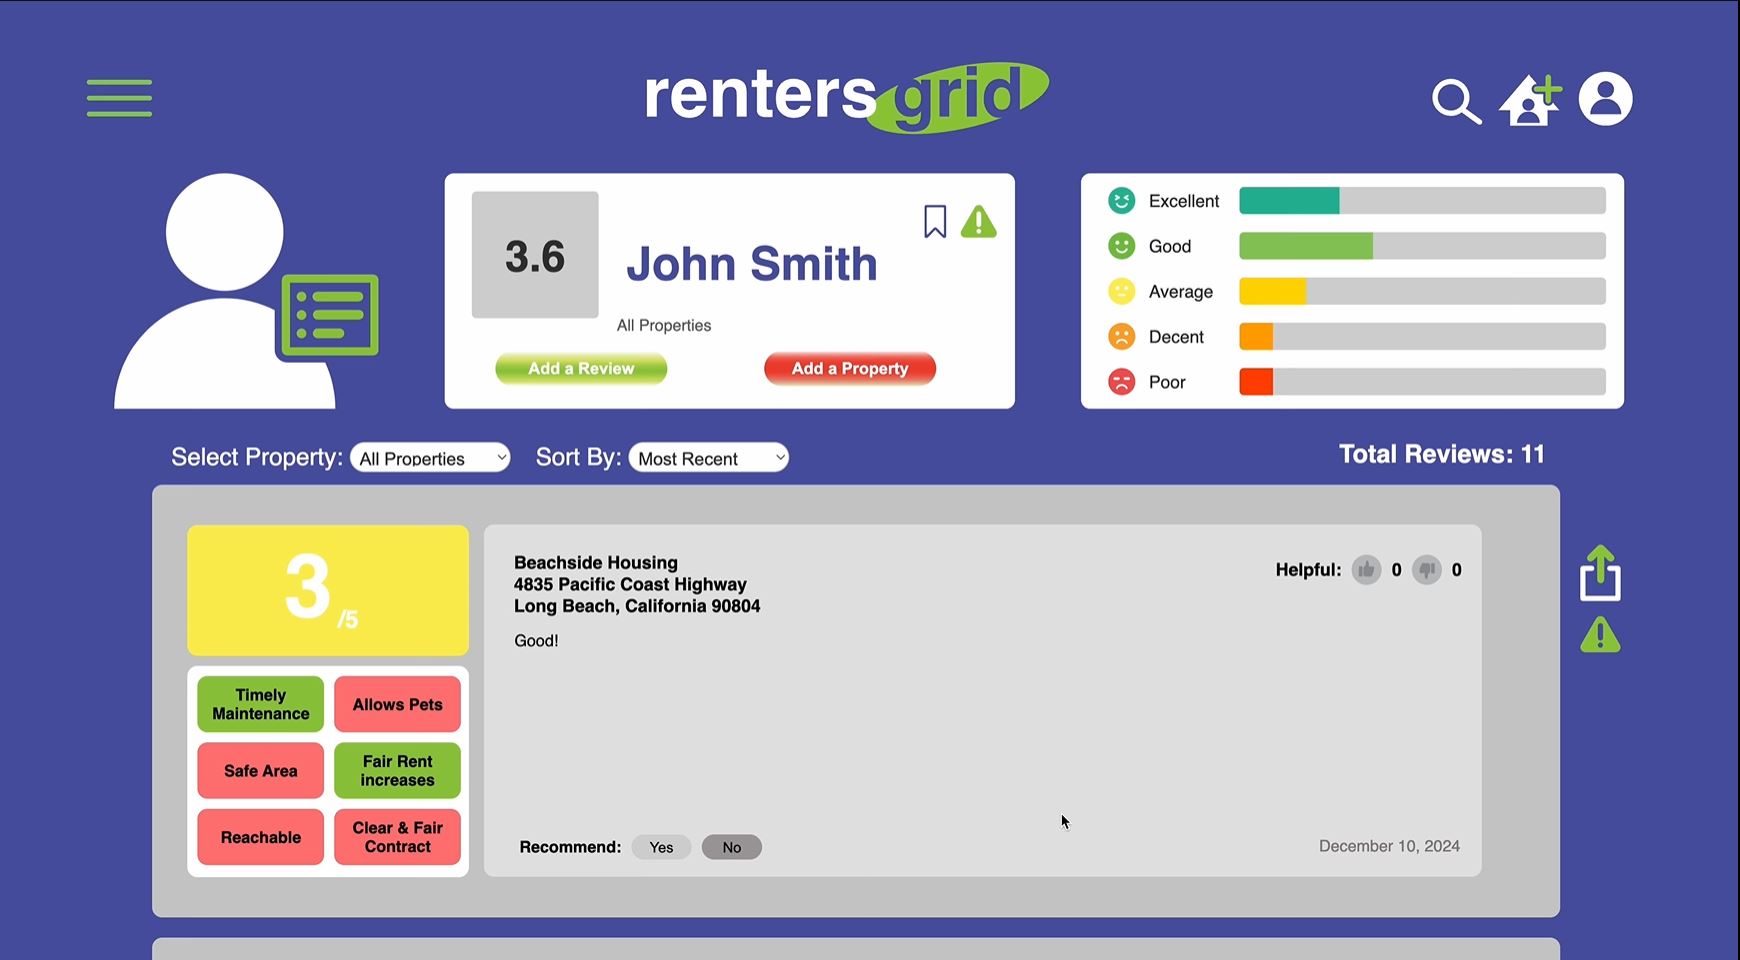 renters grid
3.6
John Smith
All Properties
Add a Review
Add a Property
Excellent
Good
Average
Decent
Poor
Select Property:
All Properties
Sort By:
Most Recent
Total Reviews: 11
3/5
Timely
Maintenance
Allows Pets
Safe Area
Fair Rent
increases
Reachable
Clear & Fair
Contract
Beachside Housing
4835 Pacific Coast Highway
Long Beach, California 90804
Good!
Helpful: 0 0
Recommend: Yes No
December 10, 2024